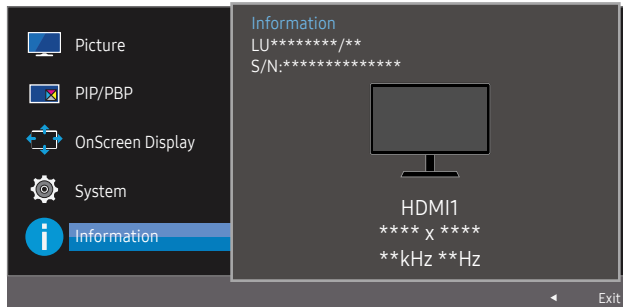 Picture
PIP/PBP
OnScreen Display
System
Information
Information
LU********/**
S/N:**************
HDMI1
**** x ****
**kHz **Hz
Exit